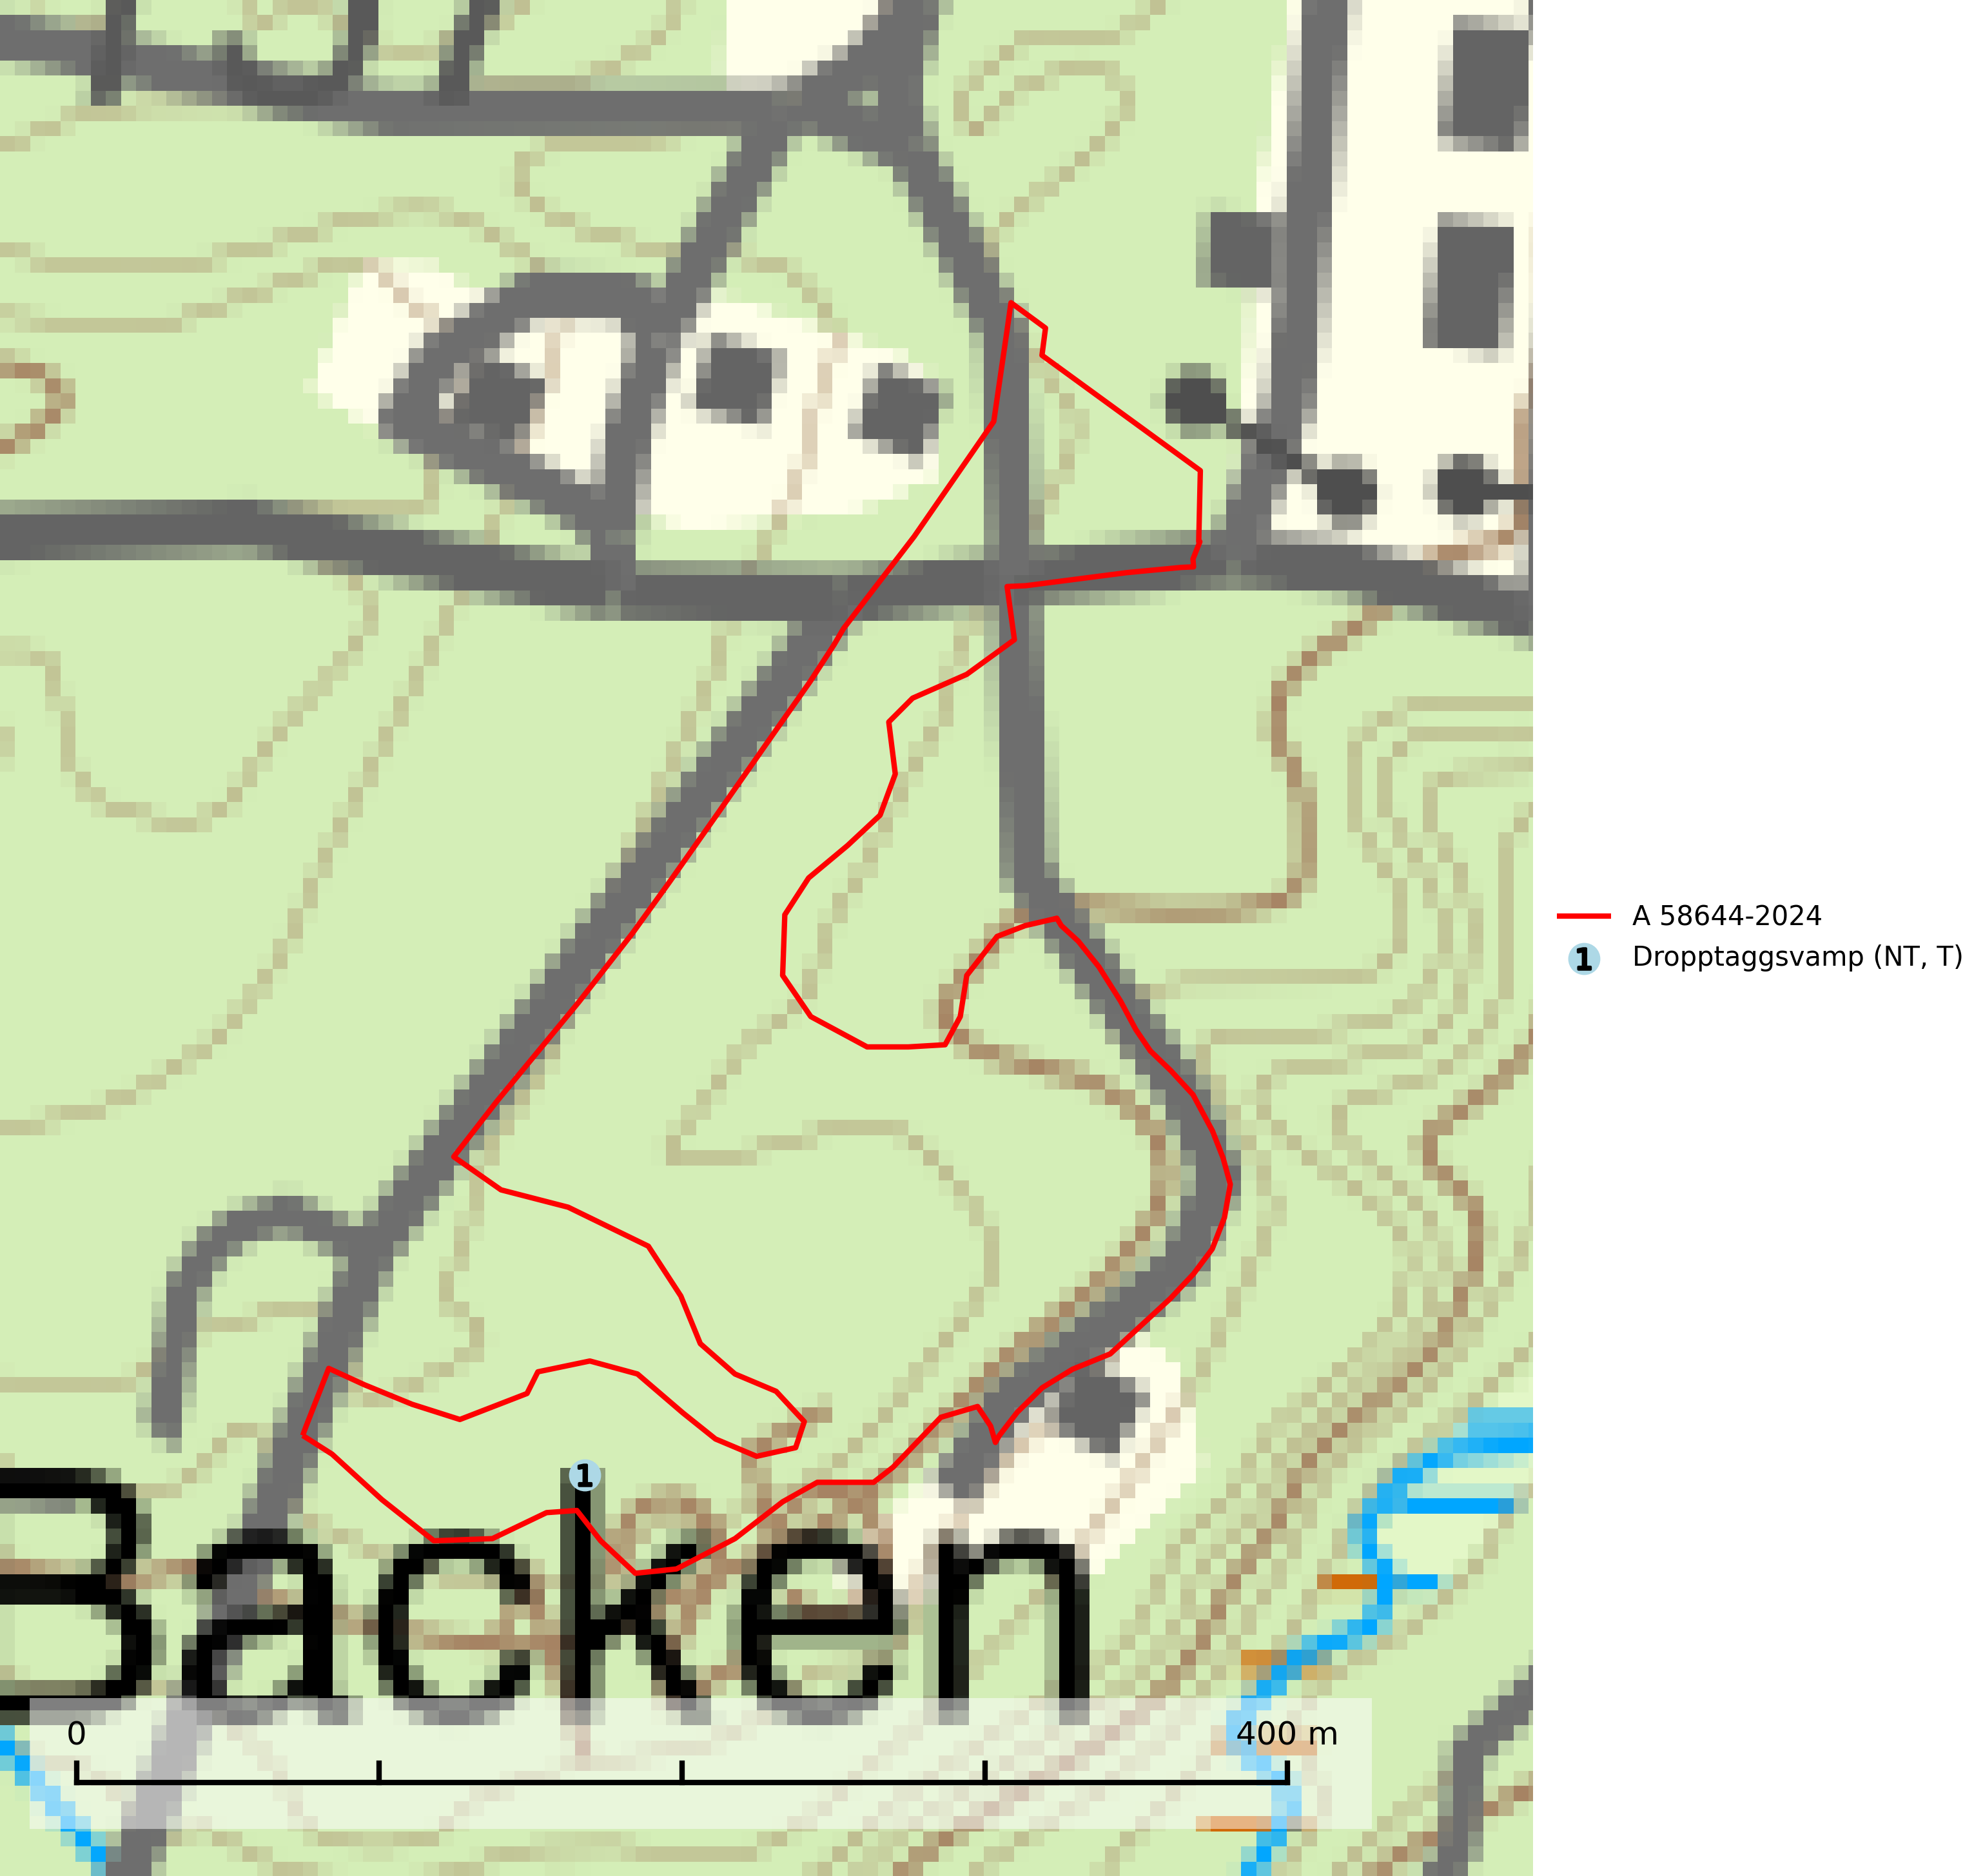 A 58644-2024
1 Dropptaggsvamp (NT, T)
1
Backen
0 400 m